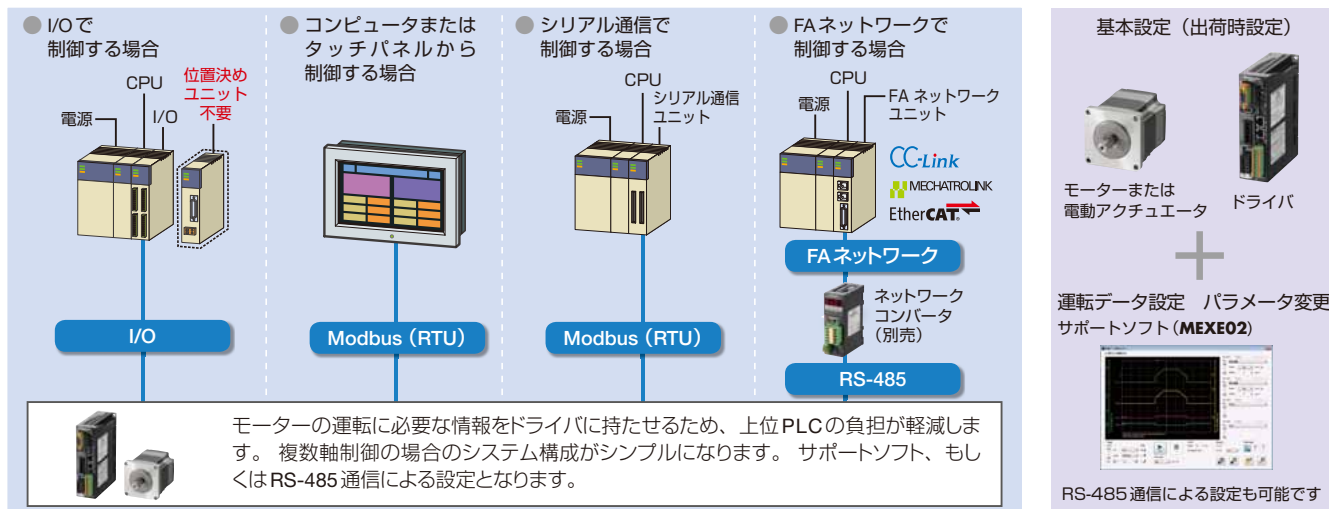 ● I/Oで
制御する場合
CPU
電源
I/O
位置決め
ユニット
不要
I/O
● コンピュータまたは
タッチパネルから
制御する場合
Modbus（RTU）
● シリアル通信で
制御する場合
CPU
電源
シリアル通信
ユニット
Modbus（RTU）
● FAネットワークで
制御する場合
CPU
電源
FA ネットワーク
ユニット
CC-Link
MECHATROLINK
EtherCAT®
FAネットワーク
ネットワーク
コンバータ
（別売）
RS-485
モーターの運転に必要な情報をドライバに持たせるため、上位PLCの負担が軽減しま
す。 複数軸制御の場合のシステム構成がシンプルになります。 サポートソフト、もし
くはRS-485通信による設定となります。
基本設定（出荷時設定）
モーターまたは
電動アクチュエータ
ドライバ
+
運転データ設定　パラメータ変更
サポートソフト（MEXE02）
RS-485通信による設定も可能です